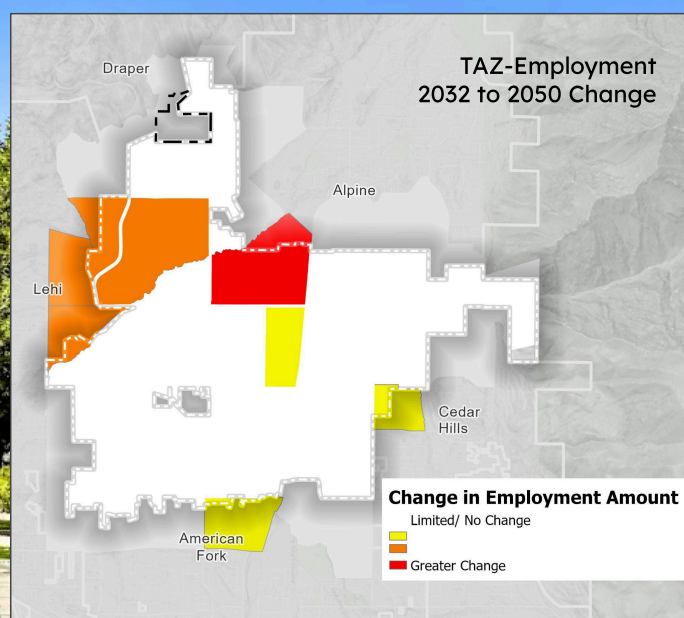 TAZ-Employment
2032 to 2050 Change
Draper
Alpine
Lehi
Cedar
Hills
American
Fork
Change in Employment Amount
Limited/ No Change
Greater Change